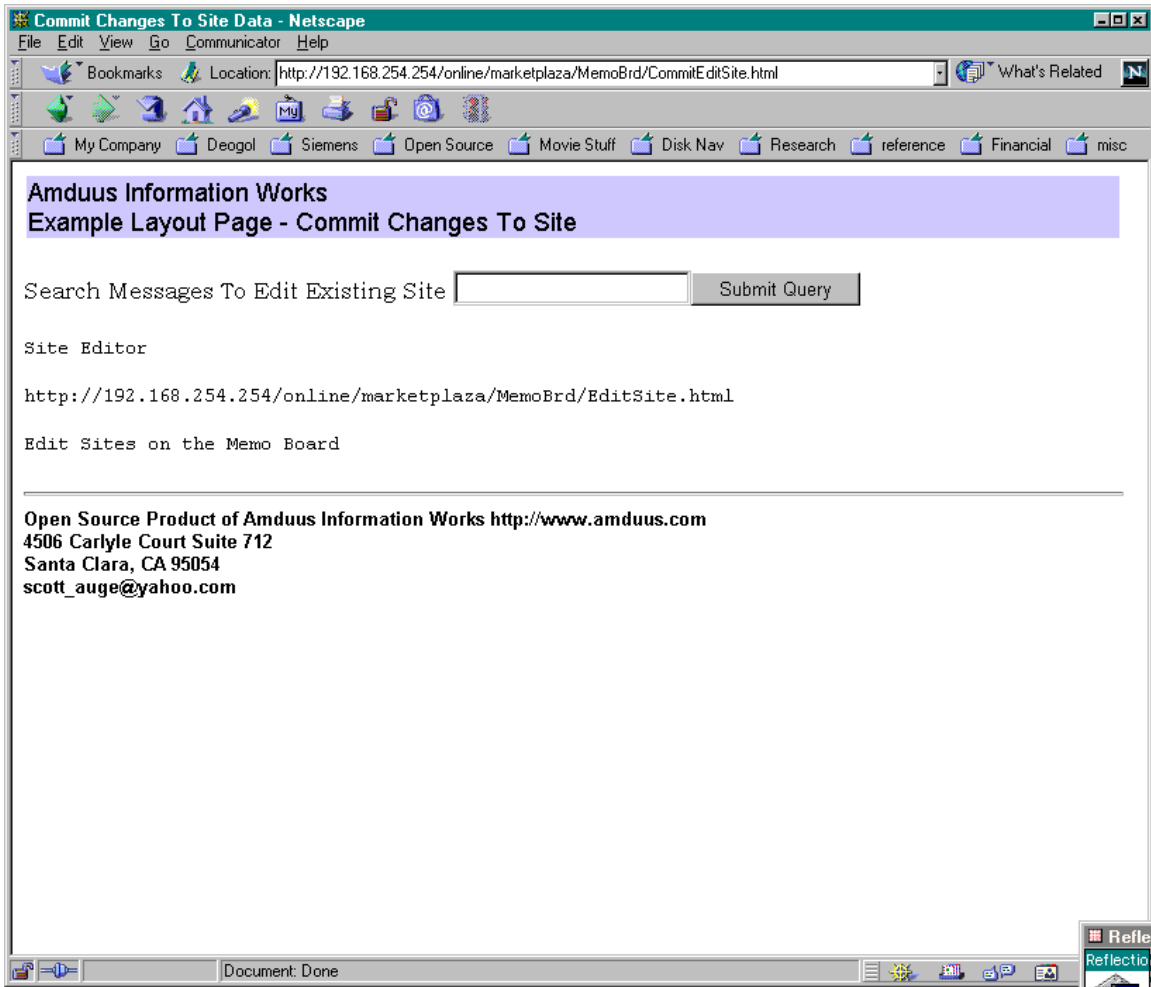 Commit Changes To Site Data - Netscape
File Edit View Go Communicator Help
Bookmarks Location: http://192.168.254.254/online/marketplaza/MemoBrd/CommitEditSite.html What's Related N
My
My Company Deogol Siemens Open Source Movie Stuff Disk Nav Research reference Financial misc
Amduus Information Works
Example Layout Page - Commit Changes To Site
Search Messages To Edit Existing Site Submit Query
Site Editor
http://192.168.254.254/online/marketplaza/MemoBrd/EditSite.html
Edit Sites on the Memo Board
Open Source Product of Amduus Information Works http://www.amduus.com
4506 Carlyle Court Suite 712
Santa Clara, CA 95054
scott_auge@yahoo.com
Refle
Reflectio
Document: Done